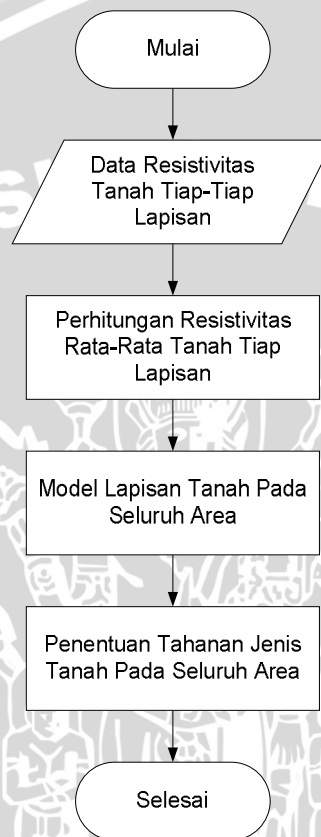 Mulai
Data Resistivitas
Tanah Tiap-Tiap
Lapisan
Perhitungan Resistivitas
Rata-Rata Tanah Tiap
Lapisan
Model Lapisan Tanah Pada
Seluruh Area
Penentuan Tahanan Jenis
Tanah Pada Seluruh Area
Selesai